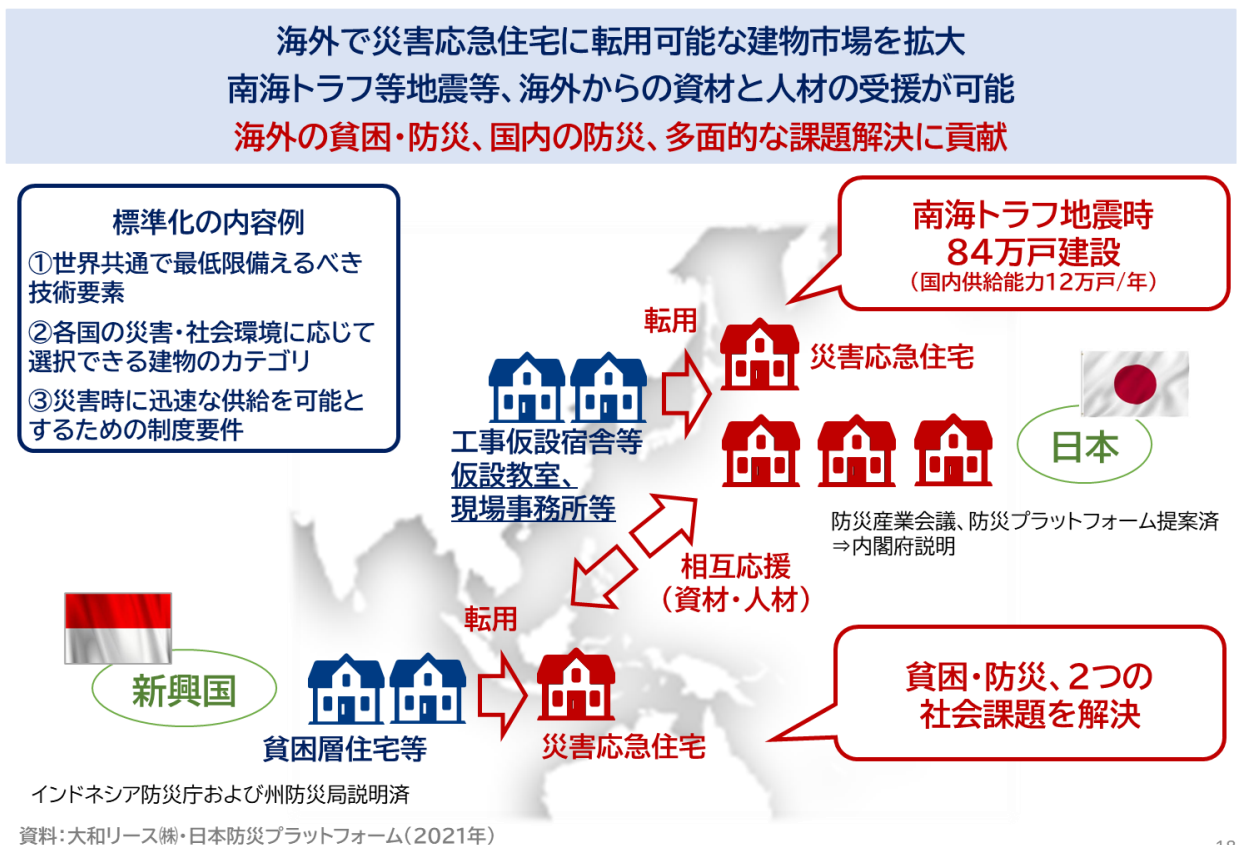 海外で災害応急住宅に転用可能な建物市場を拡大
南海トラフ等地震等、海外からの資材と人材の受援が可能
海外の貧困・防災、国内の防災、多面的な課題解決に貢献
標準化の内容例
①世界共通で最低限備えるべき
技術要素
②各国の災害・社会環境に応じて
選択できる建物のカテゴリ
③災害時に迅速な供給を可能と
するための制度要件
南海トラフ地震時
84万戸建設
（国内供給能力12万戸/年）
転用
災害応急住宅
工事仮設宿舎等
仮設教室、
現場事務所等
日本
防災産業会議、防災プラットフォーム提案済
⇒内閣府説明
相互応援
（資材・人材）
転用
新興国
貧困層住宅等
災害応急住宅
貧困・防災、2つの
社会課題を解決
インドネシア防災庁および州防災局説明済
資料：大和リース㈱・日本防災プラットフォーム（2021年）